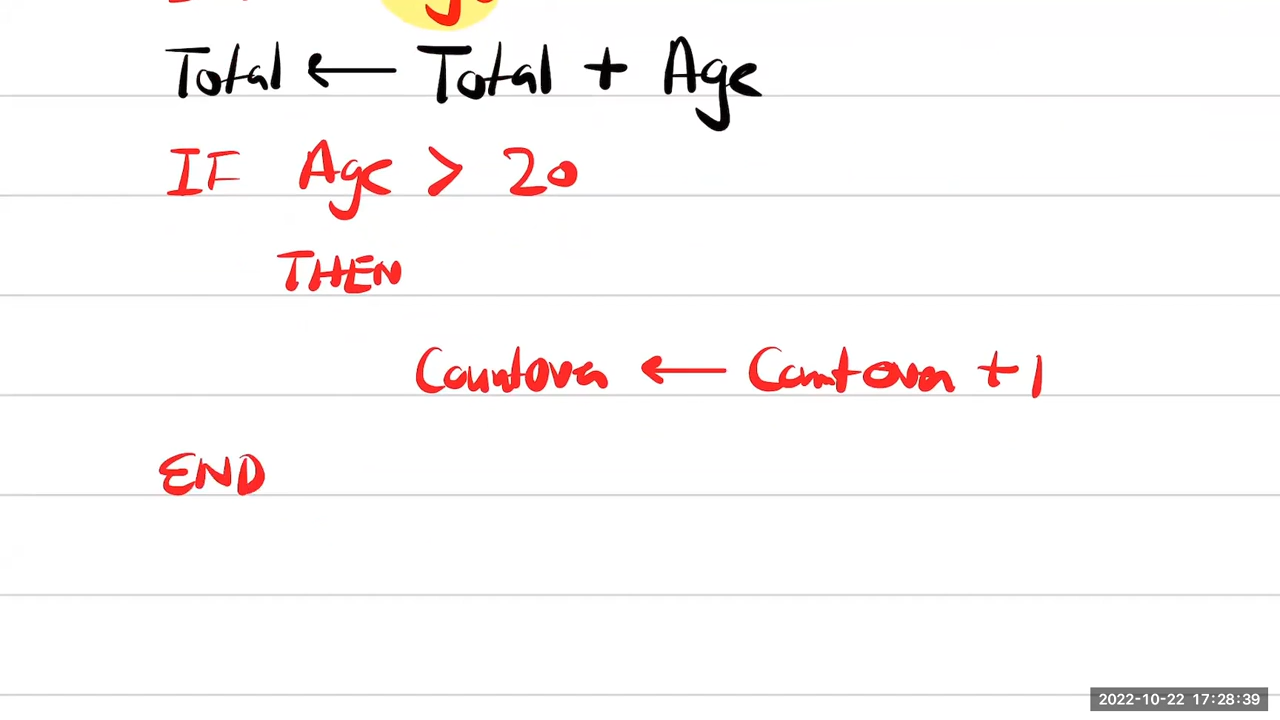 Total ← Total + Age
IF Age > 20
THEN
Countover ← Countover + 1
END
2022-10-22 17:28:39